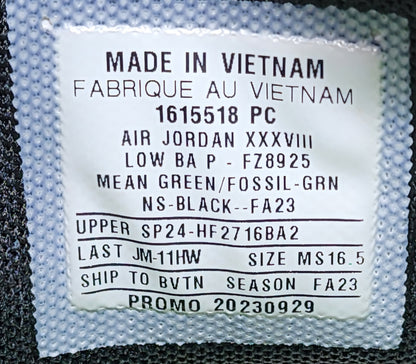 MADE IN VIETNAM
FABRIQUE AU VIETNAM
1615518 PC
AIR JORDAN XXXVIII
LOW BA P - FZ8925
MEAN GREEN/FOSSIL-GRN
NS-BLACK--FA23
UPPER SP24-HF2716BA2
LAST JM-11HW SIZE MS16.5
SHIP TO BVTN SEASON FA23
PROMO 20230929